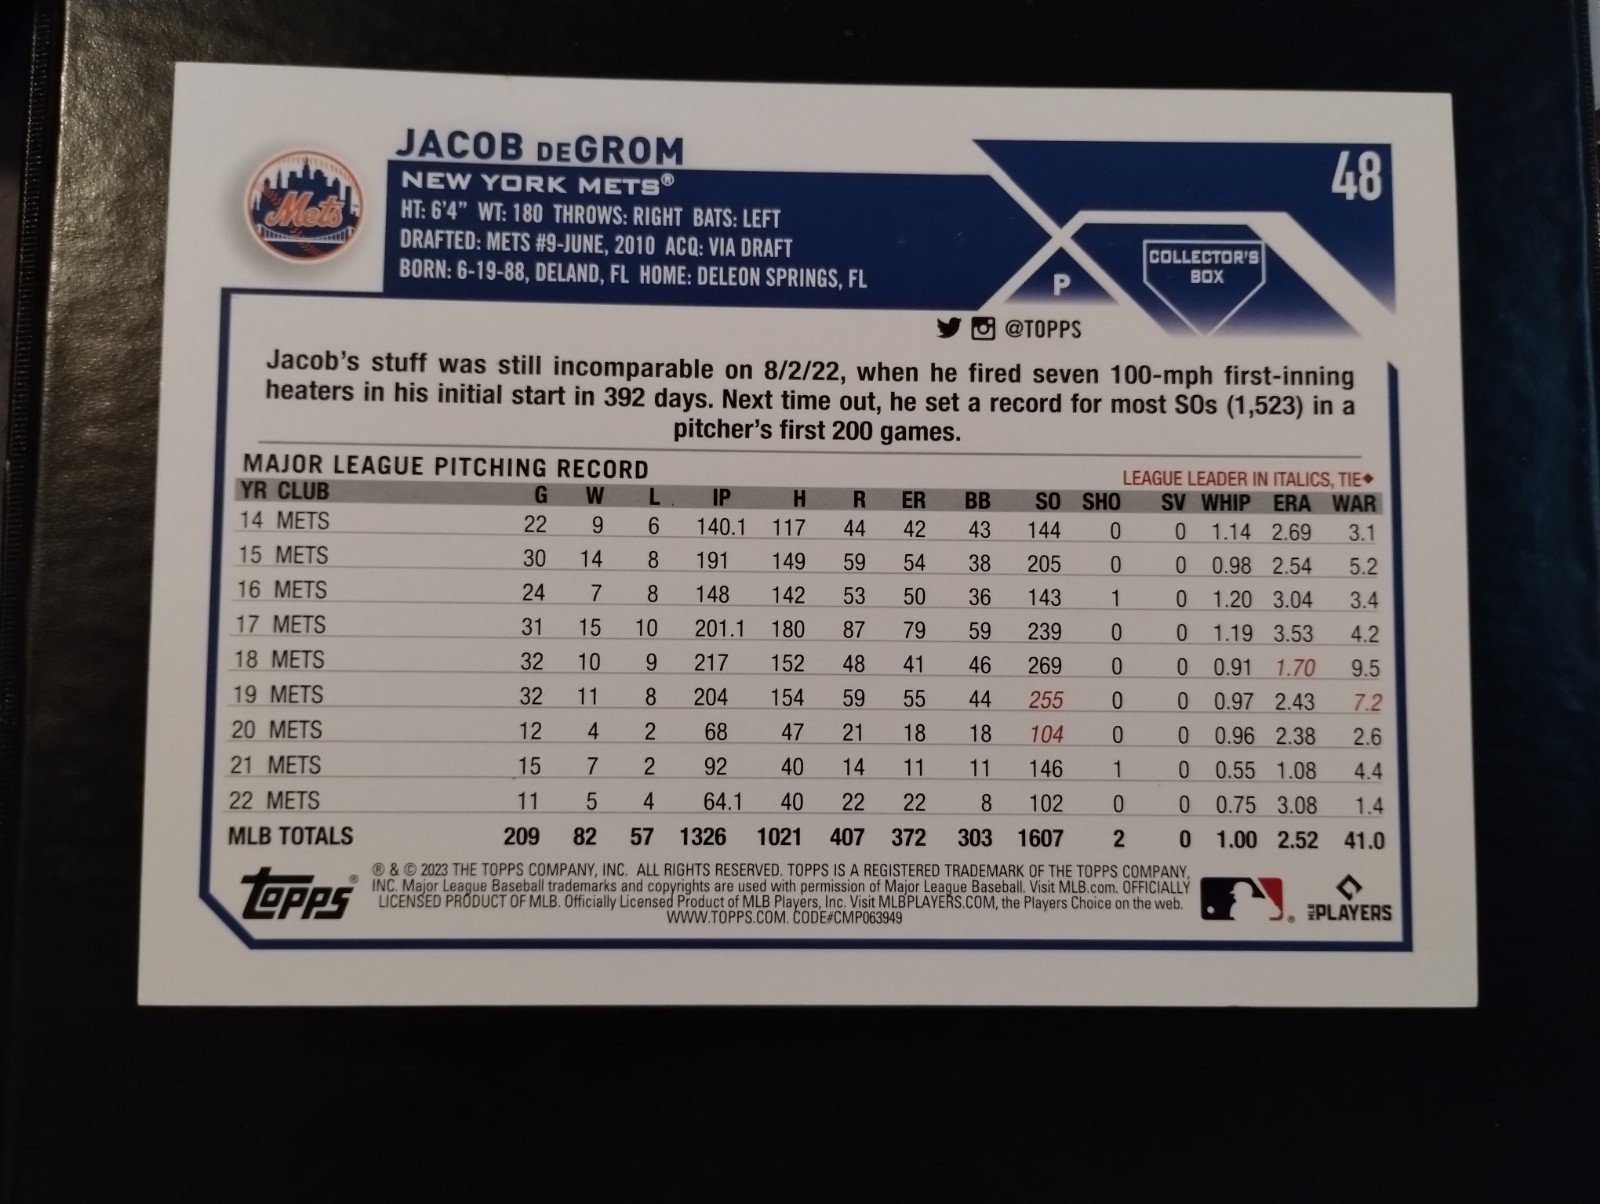 JACOB DEGROM
48
Mets
NEW YORK METS®
HT: 6'4" WT: 180 THROWS: RIGHT BATS: LEFT
DRAFTED: METS #9-JUNE, 2010 ACQ: VIA DRAFT
BORN: 6-19-88, DELAND, FL HOME: DELEON SPRINGS, FL
P
COLLECTOR'S
BOX
@TOPPS
Jacob's stuff was still incomparable on 8/2/22, when he fired seven 100-mph first-inning
heaters in his initial start in 392 days. Next time out, he set a record for most SOs (1,523) in a
pitcher's first 200 games.
MAJOR LEAGUE PITCHING RECORD
LEAGUE LEADER IN ITALICS, TIE♦
YR CLUB G W L IP H R ER BB SO SHO SV WHIP ERA WAR
14 METS 22 9 6 140.1 117 44 42 43 144 0 0 1.14 2.69 3.1
15 METS 30 14 8 191 149 59 54 38 205 0 0 0.98 2.54 5.2
16 METS 24 7 8 148 142 53 50 36 143 1 0 1.20 3.04 3.4
17 METS 31 15 10 201.1 180 87 79 59 239 0 0 1.19 3.53 4.2
18 METS 32 10 9 217 152 48 41 46 269 0 0 0.91 1.70 9.5
19 METS 32 11 8 204 154 59 55 44 255 0 0 0.97 2.43 7.2
20 METS 12 4 2 68 47 21 18 18 104 0 0 0.96 2.38 2.6
21 METS 15 7 2 92 40 14 11 11 146 1 0 0.55 1.08 4.4
22 METS 11 5 4 64.1 40 22 22 8 102 0 0 0.75 3.08 1.4
MLB TOTALS 209 82 57 1326 1021 407 372 303 1607 2 0 1.00 2.52 41.0
Topps®
® & © 2023 THE TOPPS COMPANY, INC. ALL RIGHTS RESERVED. TOPPS IS A REGISTERED TRADEMARK OF THE TOPPS COMPANY,
INC. Major League Baseball trademarks and copyrights are used with permission of Major League Baseball. Visit MLB.com. OFFICIALLY
LICENSED PRODUCT OF MLB. Officially Licensed Product of MLB Players, Inc. Visit MLBPLAYERS.COM, the Players Choice on the web.
WWW.TOPPS.COM. CODE#CMP063949
MLB PLAYERS